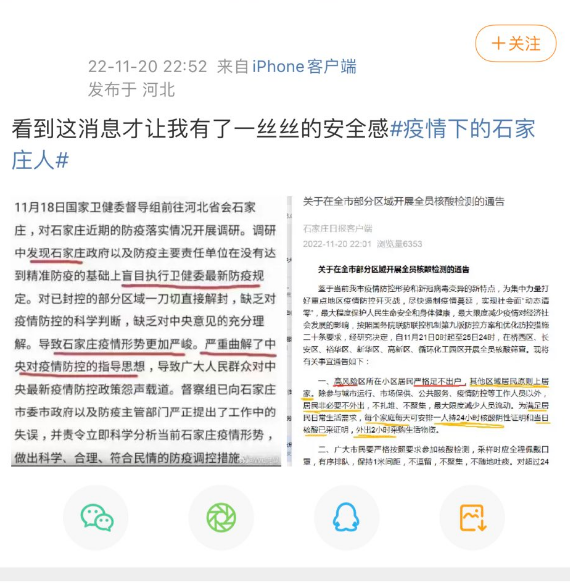 +关注
22-11-20 22:52 来自iPhone客户端
发布于 河北
看到这消息才让我有了一丝丝的安全感#疫情下的石家
庄人#
11月18日国家卫健委督导组前往河北省会石家
庄，对石家庄近期的防疫落实情况开展调研。调研
中发现石家庄政府以及防疫主要责任单位在没有达
到精准防疫的基础上盲目执行卫健委最新防疫规
定。对已封控的部分区域一刀切直接解封，缺乏对
疫情防控的科学判断，缺乏对中央意见的充分理
解。导致石家庄疫情形势更加严峻。严重曲解了中
央对疫情防控的指导思想，导致广大人民群众对中
央最新疫情防控政策怨声载道。督察组已向石家庄
市委市政府以及防疫主管部门严正提出了工作中的
失误，并责令立即科学分析当前石家庄疫情形势，
做出科学、合理、符合民情的防疫调控措施
关于在全市部分区域开展全员核酸检测的通告
石家庄日报客户端
2022-11-20 22:01 浏览量6353
关于在全市部分区域开展全员核酸检测的通告
鉴于当前我市疫情防控形势和新冠病毒变异的新特点，为集中力量打
好重点地区疫情防控歼灭战，尽快遏制疫情蔓延，实现社会面“动态清
零”，最大程度保护人民生命安全和身体健康，最大限度减少疫情对经济社
会发展的影响，按照国务院联防联控机制第九版防控方案和优化防控措施
二十条要求，经研究决定，自11月21日0时起至25日24时，在桥西区、长
安区、裕华区、新华区、高新区、循环化工园区开展全员核酸筛查。现将
有关事宜通告如下：
一、高风险区所在小区居民严格足不出户，其他区域居民原则上居
家。除参与城市运行、市场保供、公共服务、疫情防控等工作人员以外，
居民非必要不外出，不扎堆、不聚集，最大限度减少人员流动。为满足居
民日常生活需求，每个家庭每天可安排一人持24小时核酸阴性证明和当日
核酸已采证明，外出2小时采购生活物资。
二、广大市民要严格按照要求参加核酸检测，采样时应全程佩戴口
罩，有序排队，保持1米间距，不逗留，不聚集，不随地吐痰。对超过24